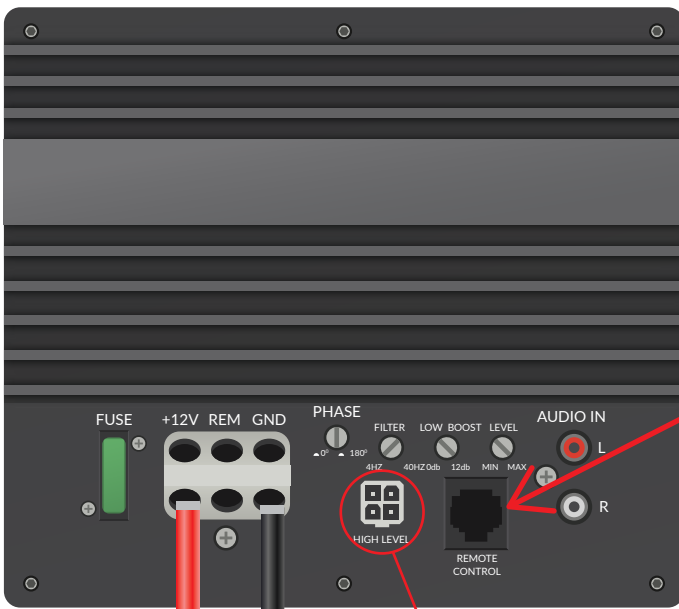 FUSE
+12V REM GND
PHASE
0° 180°
FILTER
4HZ 40HZ
LOW BOOST
0db 12db
LEVEL
MIN MAX
AUDIO IN
L
R
HIGH LEVEL
REMOTE
CONTROL